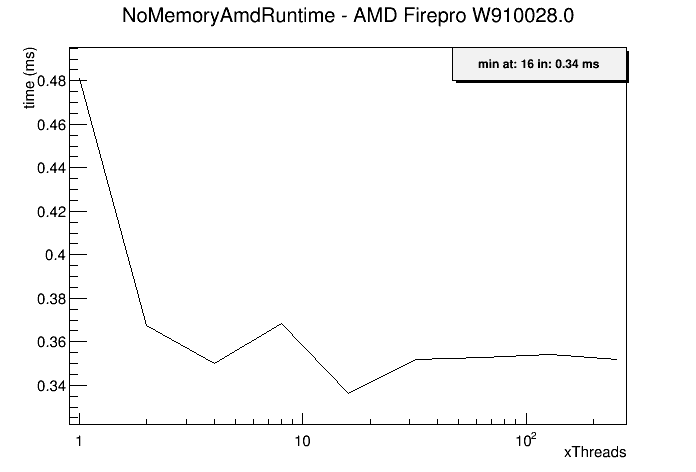 NoMemoryAmdRuntime - AMD Firepro W910028.0
time (ms)
min at: 16 in: 0.34 ms
0.48
0.46
0.44
0.42
0.4
0.38
0.36
0.34
1
10
10²
xThreads